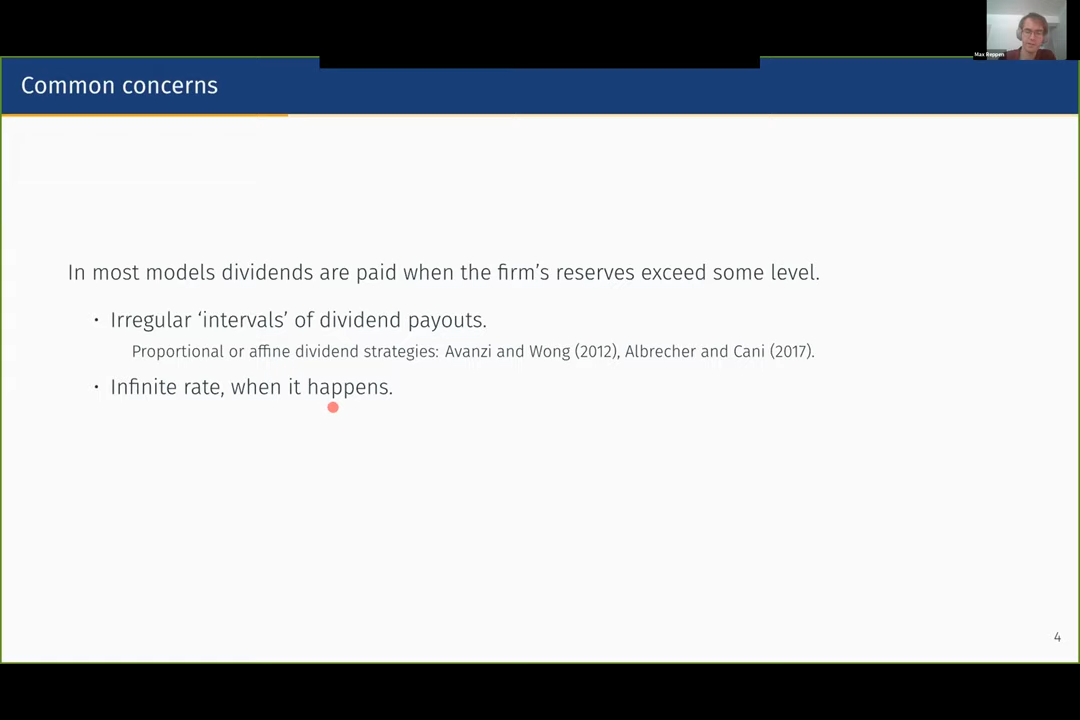 Max Reppen
Common concerns
In most models dividends are paid when the firm's reserves exceed some level.
· Irregular ‘intervals’ of dividend payouts.
Proportional or affine dividend strategies: Avanzi and Wong (2012), Albrecher and Cani (2017).
· Infinite rate, when it happens.
4